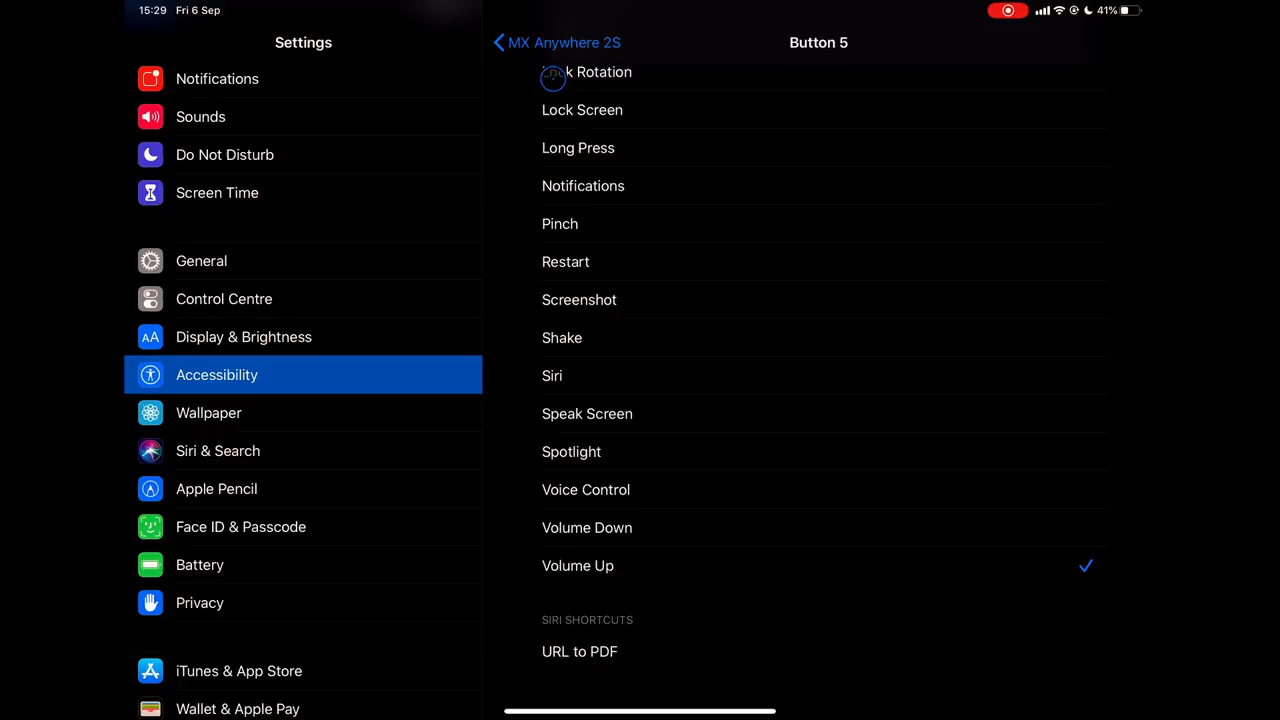 15:29 Fri 6 Sep
41%
Settings
Notifications
Sounds
Do Not Disturb
Screen Time
General
Control Centre
Display & Brightness
AA
Accessibility
Wallpaper
Siri & Search
Apple Pencil
Face ID & Passcode
Battery
Privacy
iTunes & App Store
Wallet & Apple Pay
MX Anywhere 2S
Button 5
Lock Rotation
Lock Screen
Long Press
Notifications
Pinch
Restart
Screenshot
Shake
Siri
Speak Screen
Spotlight
Voice Control
Volume Down
Volume Up
SIRI SHORTCUTS
URL to PDF